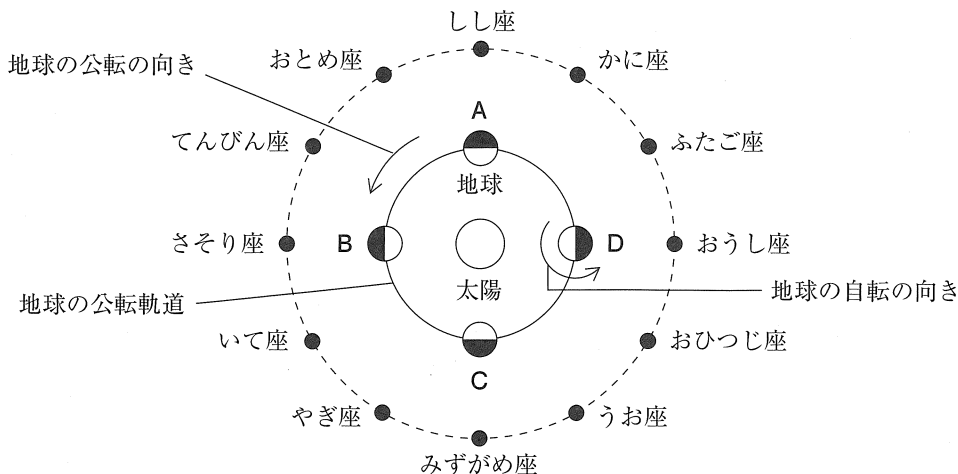 しし座
おとめ座
かに座
地球の公転の向き
A
てんびん座
ふたご座
地球
さそり座
B
D
おうし座
太陽
地球の公転軌道
地球の自転の向き
いて座
おひつじ座
C
やぎ座
うお座
みずがめ座